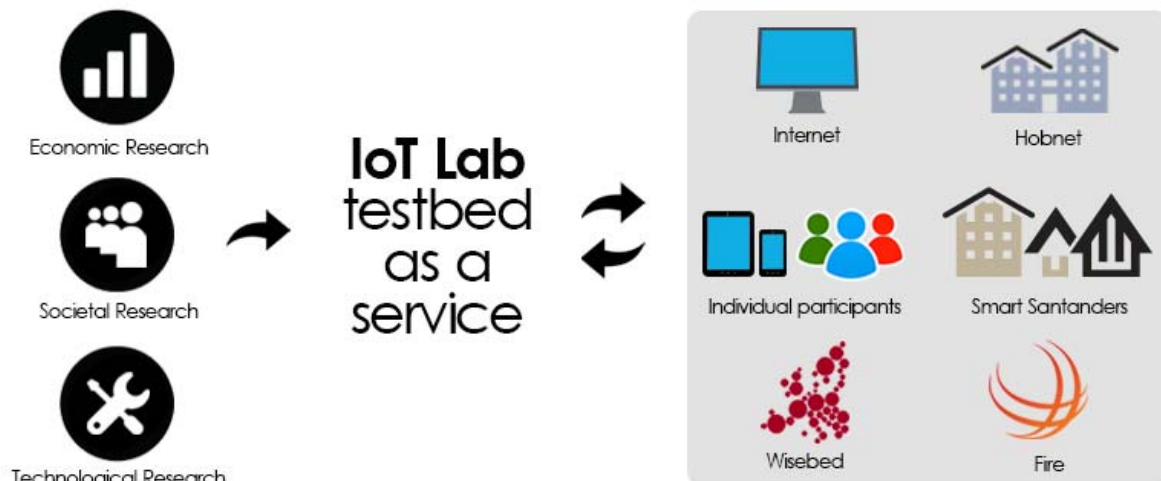 Economic Research
Societal Research
Technological Research
IoT Lab
testbed
as a
service
Internet
Hobnet
Individual participants
Smart Santanders
Wisebed
Fire